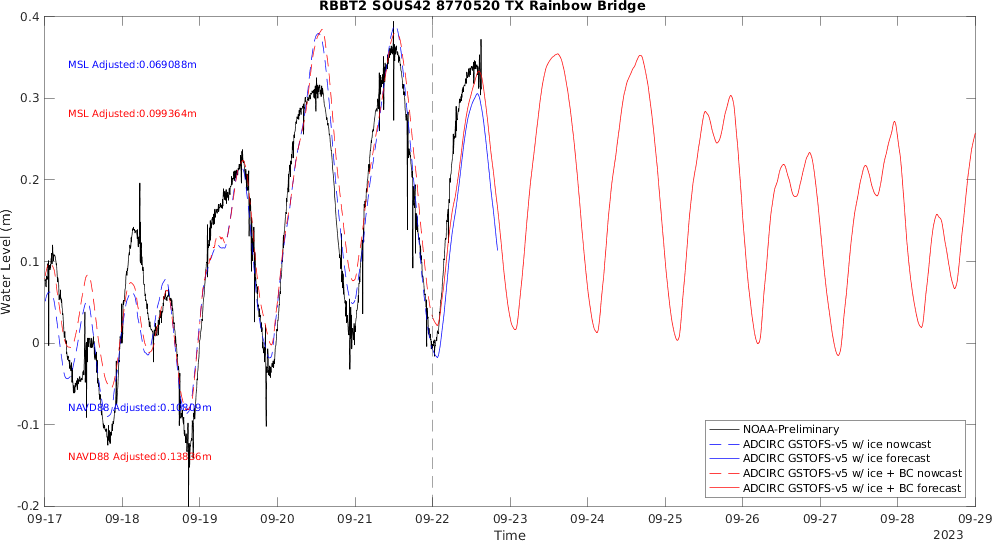 RBBT2 SOUS42 8770520 TX Rainbow Bridge
0.4
0.3
0.2
0.1
0
-0.1
-0.2
Water Level (m)
MSL Adjusted:0.069088m
MSL Adjusted:0.099364m
NAVD88 Adjusted:0.10809m
NAVD88 Adjusted:0.13836m
NOAA-Preliminary
ADCIRC GSTOFS-v5 w/ ice nowcast
ADCIRC GSTOFS-v5 w/ ice forecast
ADCIRC GSTOFS-v5 w/ ice + BC nowcast
ADCIRC GSTOFS-v5 w/ ice + BC forecast
09-17 09-18 09-19 09-20 09-21 09-22 09-23 09-24 09-25 09-26 09-27 09-28 09-29
Time
2023